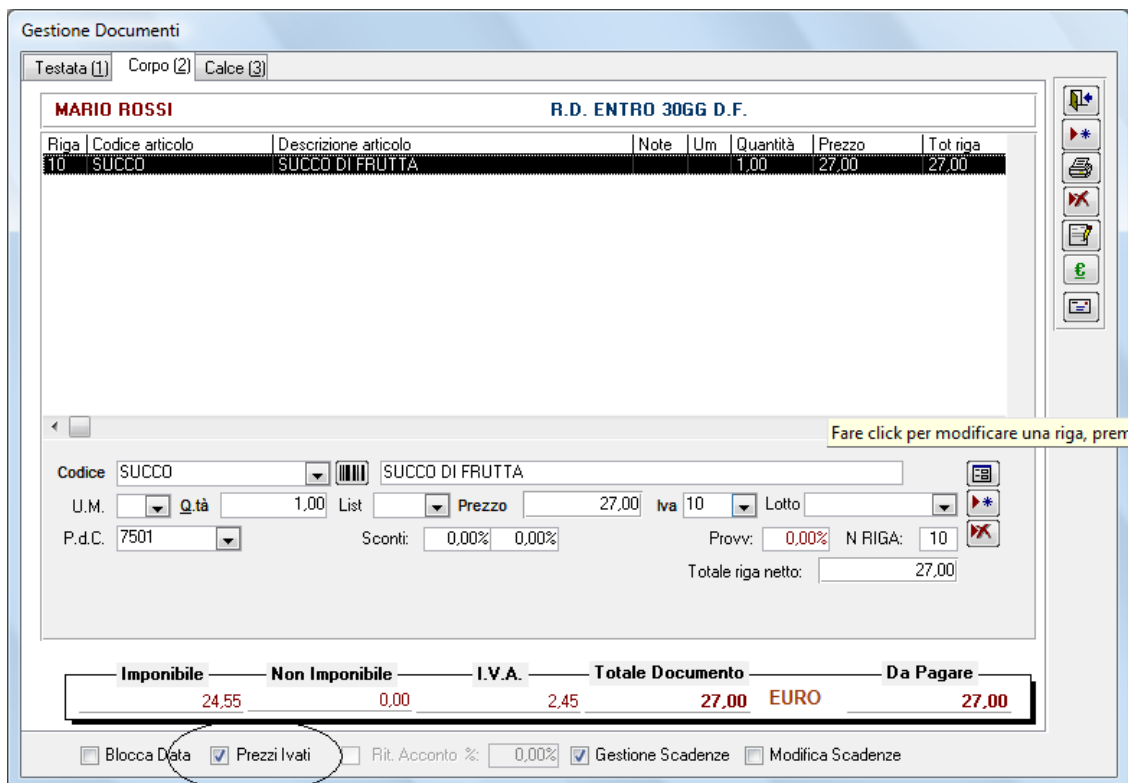 Gestione Documenti
Testata (1) Corpo (2) Calce (3)
MARIO ROSSI R.D. ENTRO 30GG D.F.
Riga Codice articolo Descrizione articolo Note Um Quantità Prezzo Tot riga
10 SUCCO SUCCO DI FRUTTA 1,00 27,00 27,00
Fare click per modificare una riga, prem
Codice SUCCO SUCCO DI FRUTTA
U.M. Q.tà 1,00 List Prezzo 27,00 Iva 10 Lotto
P.d.C. 7501 Sconti: 0,00% 0,00% Provv: 0,00% N RIGA: 10
Totale riga netto: 27,00
Imponibile Non Imponibile I.V.A. Totale Documento Da Pagare
24,55 0,00 2,45 27,00 EURO 27,00
Blocca Data Prezzi Ivati Rit. Acconto %: 0,00% Gestione Scadenze Modifica Scadenze